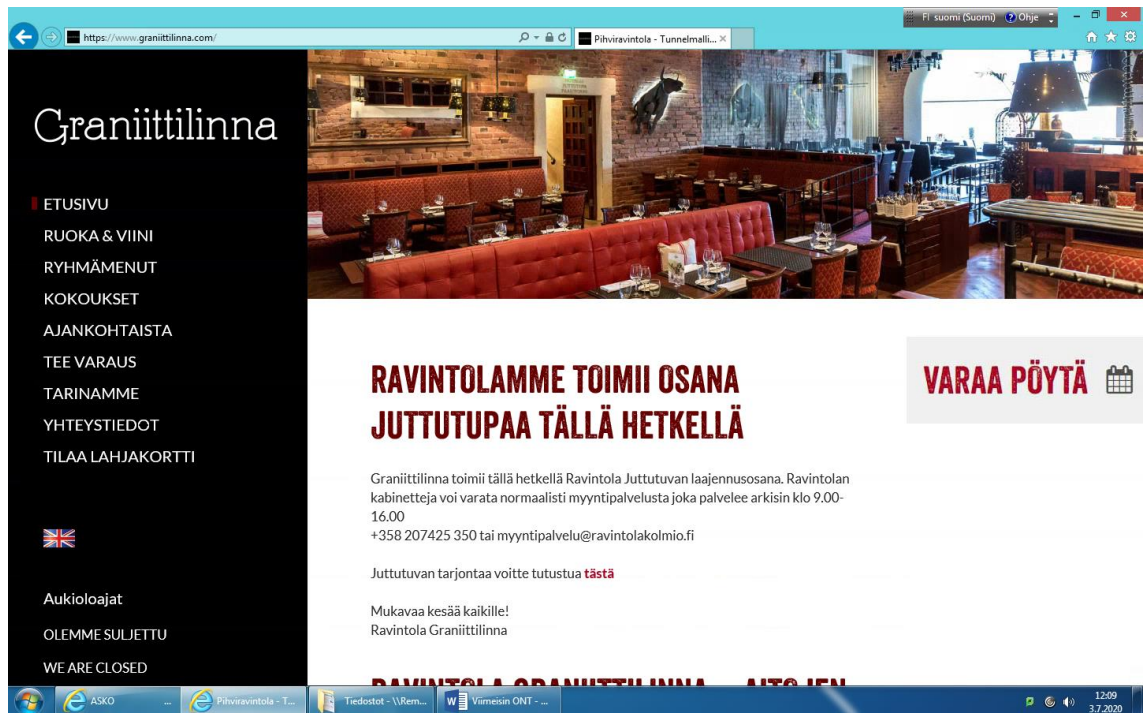 FI suomi (Suomi) Ohje
https://www.graniittilinna.com/
Pihviravintola - Tunnelmalli...
Graniittilinna
ETUSIVU
RUOKA & VIINI
RYHMÄMENUT
KOKOUKSET
AJANKOHTAISTA
TEE VARAUS
TARINAMME
YHTEYSTIEDOT
TILAA LAHJAKORTTI
Aukioloajat
OLEMME SULJETTU
WE ARE CLOSED
RAVINTOLAMME TOIMII OSANA
JUTTUTUPAA TÄLLÄ HETKELLÄ
Graniittilinna toimii tällä hetkellä Ravintola Juttutuvan laajennusosana. Ravintolan
kabinetteja voi varata normaalisti myyntipalvelusta joka palvelee arkisin klo 9.00-
16.00
+358 207425 350 tai myyntipalvelu@ravintolakolmio.fi
Juttutuvan tarjontaa voitte tutustua tästä
Mukavaa kesää kaikille!
Ravintola Graniittilinna
RAVINTOLA GRANIITTILINNA – AITOJEN
VARAA PÖYTÄ
ASKO ...
Pihviravintola - T...
Tiedostot - \\Rem...
Viimeisin ONT - ...
12:09
3.7.2020